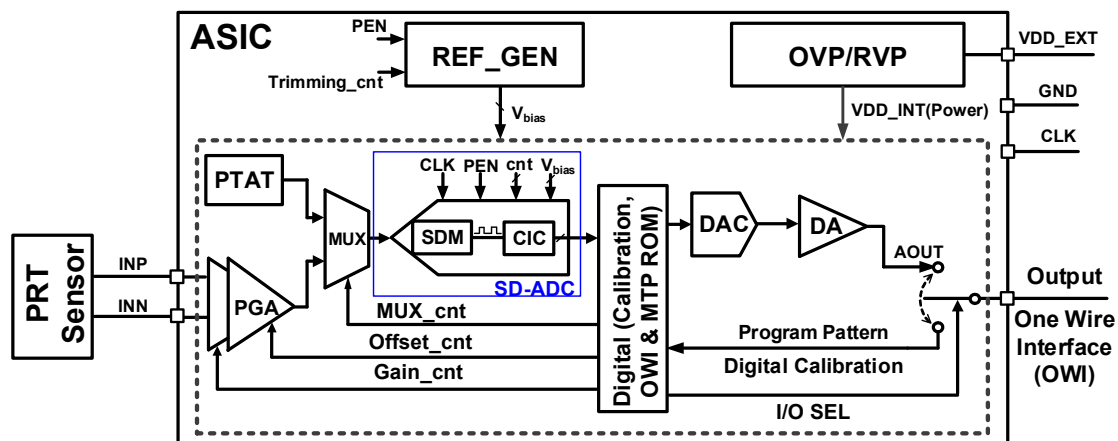 ASIC
PEN
Trimming_cnt
REF_GEN
OVP/RVP
VDD_EXT
GND
CLK
Vbias
VDD_INT(Power)
PTAT
MUX
CLK
PEN
cnt
Vbias
SDM
CIC
SD-ADC
Digital (Calibration,
OWI & MTP ROM)
DAC
DA
AOUT
PRT
Sensor
INP
INN
PGA
MUX_cnt
Offset_cnt
Gain_cnt
Program Pattern
Digital Calibration
I/O SEL
Output
One Wire
Interface
(OWI)